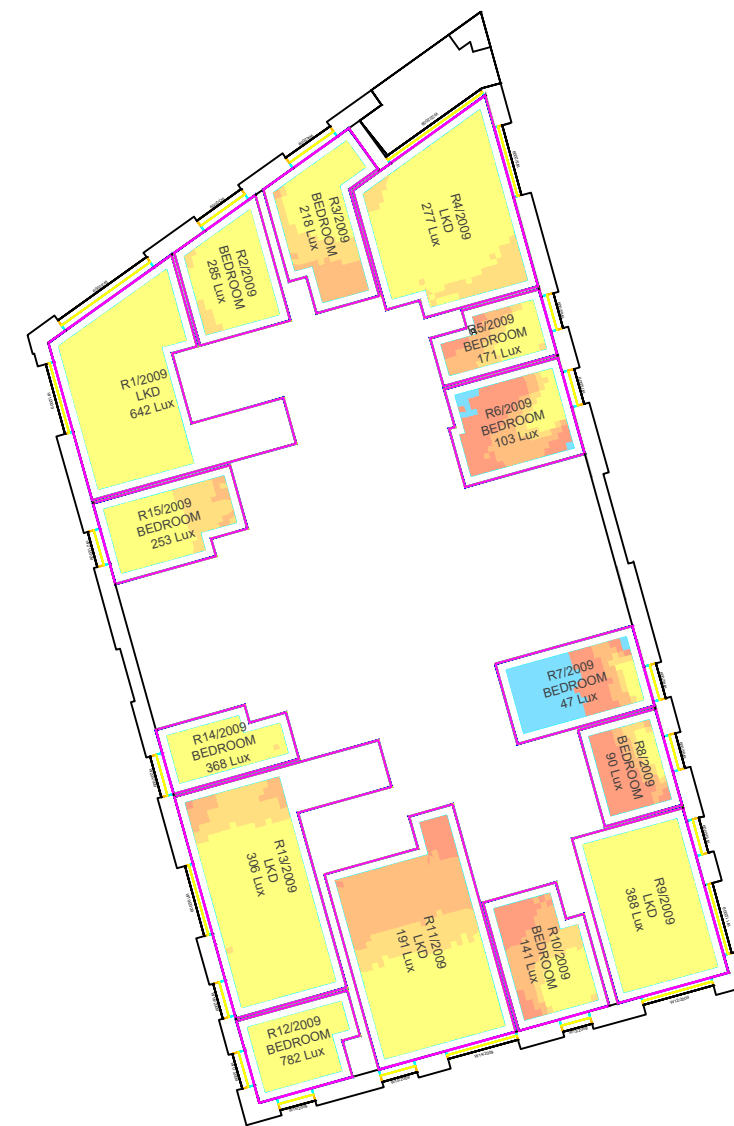 R4/2009
LKD
277 Lux
R3/2009
BEDROOM
218 Lux
R2/2009
BEDROOM
285 Lux
R5/2009
BEDROOM
171 Lux
R1/2009
LKD
642 Lux
R6/2009
BEDROOM
103 Lux
R15/2009
BEDROOM
253 Lux
R7/2009
BEDROOM
47 Lux
R14/2009
BEDROOM
368 Lux
R8/2009
BEDROOM
90 Lux
R13/2009
LKD
306 Lux
R9/2009
LKD
388 Lux
R11/2009
LKD
191 Lux
R10/2009
BEDROOM
141 Lux
R12/2009
BEDROOM
782 Lux